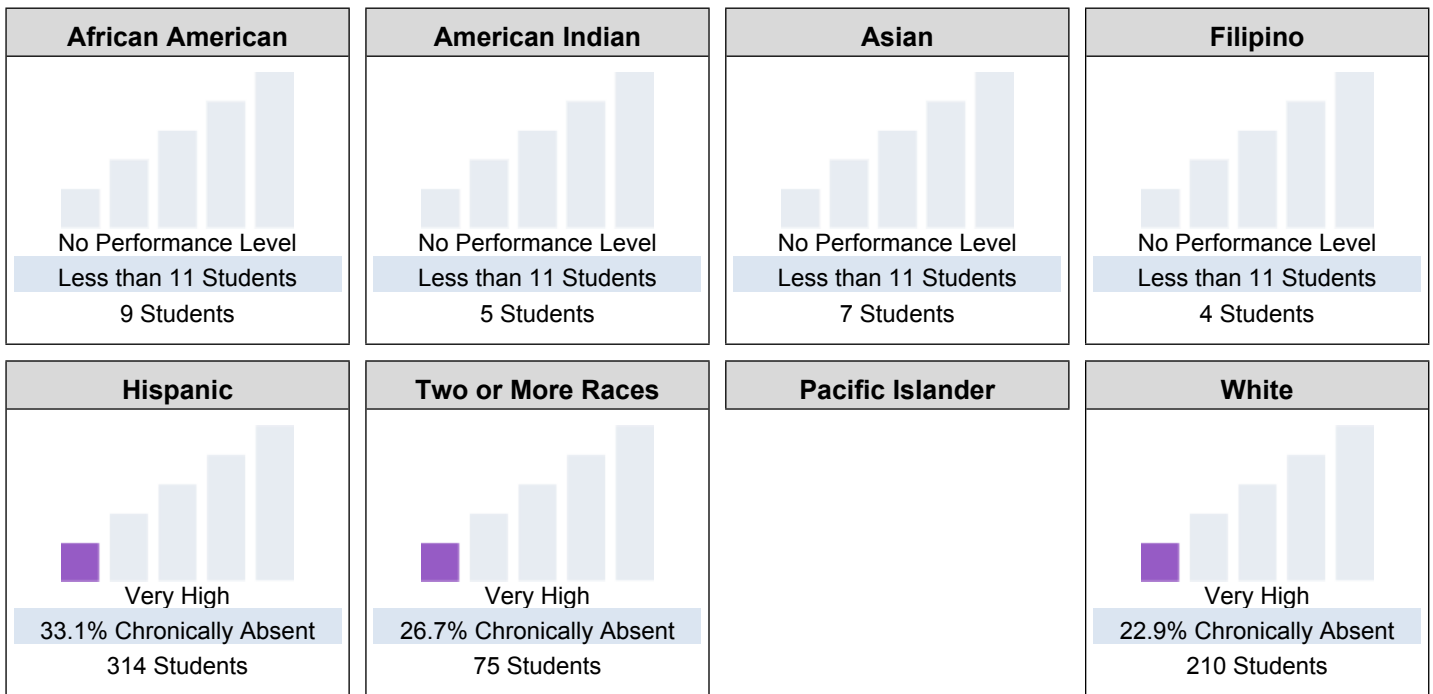 African American
No Performance Level
Less than 11 Students
9 Students
American Indian
No Performance Level
Less than 11 Students
5 Students
Asian
No Performance Level
Less than 11 Students
7 Students
Filipino
No Performance Level
Less than 11 Students
4 Students
Hispanic
Very High
33.1% Chronically Absent
314 Students
Two or More Races
Very High
26.7% Chronically Absent
75 Students
Pacific Islander
White
Very High
22.9% Chronically Absent
210 Students